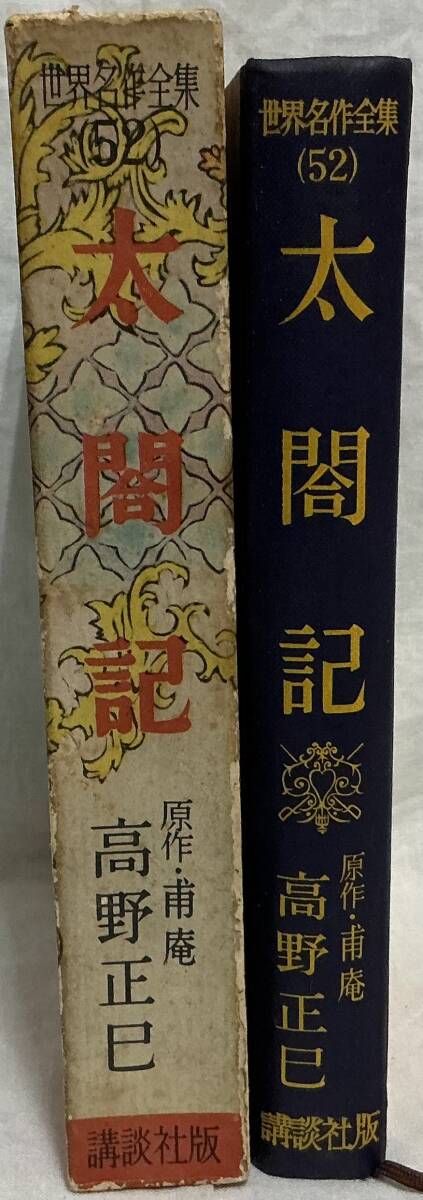 世界名作全集
(52)
太閤記
原作・甫庵
高野正巳
講談社版
世界名作全集
(52)
太閤記
原作・甫庵
高野正巳
講談社版